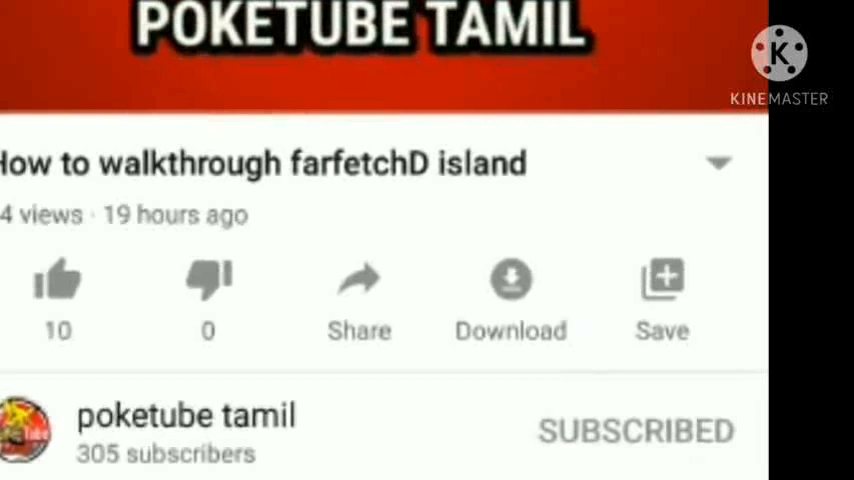 POKETUBE TAMIL
K
KINEMASTER
How to walkthrough farfetchD island
4 views · 19 hours ago
10
0
Share
Download
Save
poketube tamil
305 subscribers
SUBSCRIBED